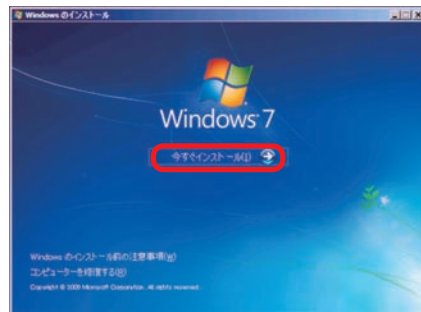 Windows のインストール
Windows 7
今すぐインストール(I)
Windows のインストール前の注意事項(W)
コンピューターを修復する(R)
Copyright © 2009 Microsoft Corporation. All rights reserved.